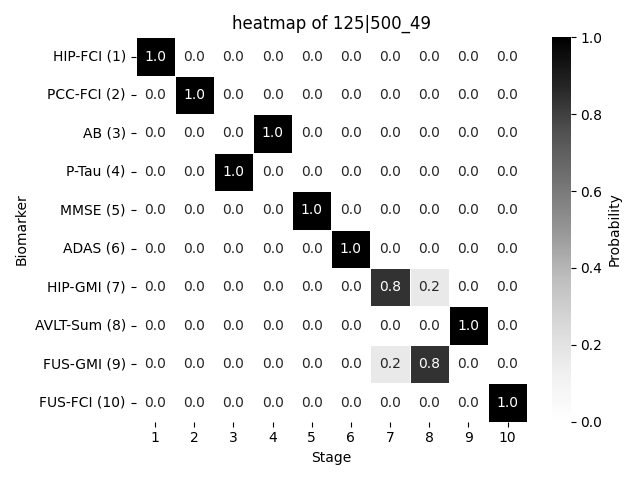 heatmap of 125|500_49
HIP-FCI (1) 1.0 0.0 0.0 0.0 0.0 0.0 0.0 0.0 0.0 0.0
PCC-FCI (2) 0.0 1.0 0.0 0.0 0.0 0.0 0.0 0.0 0.0 0.0
AB (3) 0.0 0.0 0.0 1.0 0.0 0.0 0.0 0.0 0.0 0.0
P-Tau (4) 0.0 0.0 1.0 0.0 0.0 0.0 0.0 0.0 0.0 0.0
MMSE (5) 0.0 0.0 0.0 0.0 1.0 0.0 0.0 0.0 0.0 0.0
ADAS (6) 0.0 0.0 0.0 0.0 0.0 1.0 0.0 0.0 0.0 0.0
HIP-GMI (7) 0.0 0.0 0.0 0.0 0.0 0.0 0.8 0.2 0.0 0.0
AVLT-Sum (8) 0.0 0.0 0.0 0.0 0.0 0.0 0.0 0.0 1.0 0.0
FUS-GMI (9) 0.0 0.0 0.0 0.0 0.0 0.0 0.2 0.8 0.0 0.0
FUS-FCI (10) 0.0 0.0 0.0 0.0 0.0 0.0 0.0 0.0 0.0 1.0
1 2 3 4 5 6 7 8 9 10
Stage
Biomarker
1.0
0.8
0.6
0.4
0.2
0.0
Probability